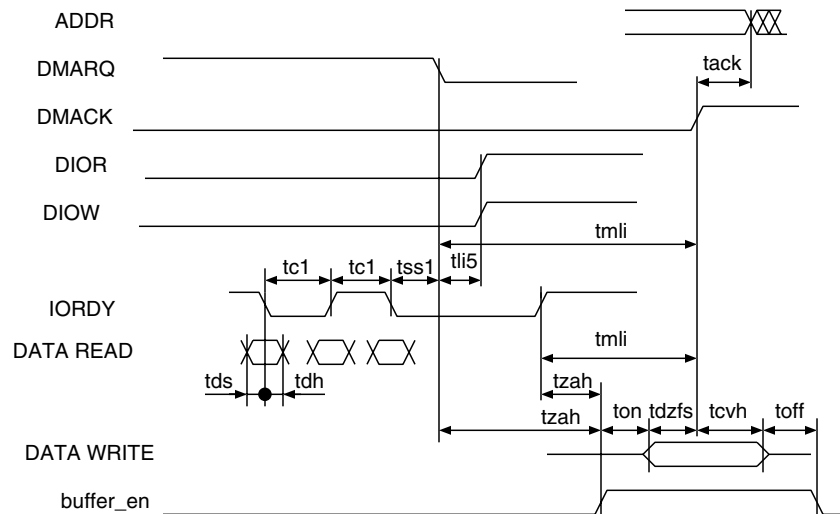 ADDR
DMARQ
tack
DMACK
DIOR
DIOW
tmli
tc1 tc1 tss1 tli5
IORDY
DATA READ
tmli
tds tdh
tzah
tzah ton tdzfs tcvh toff
DATA WRITE
buffer_en